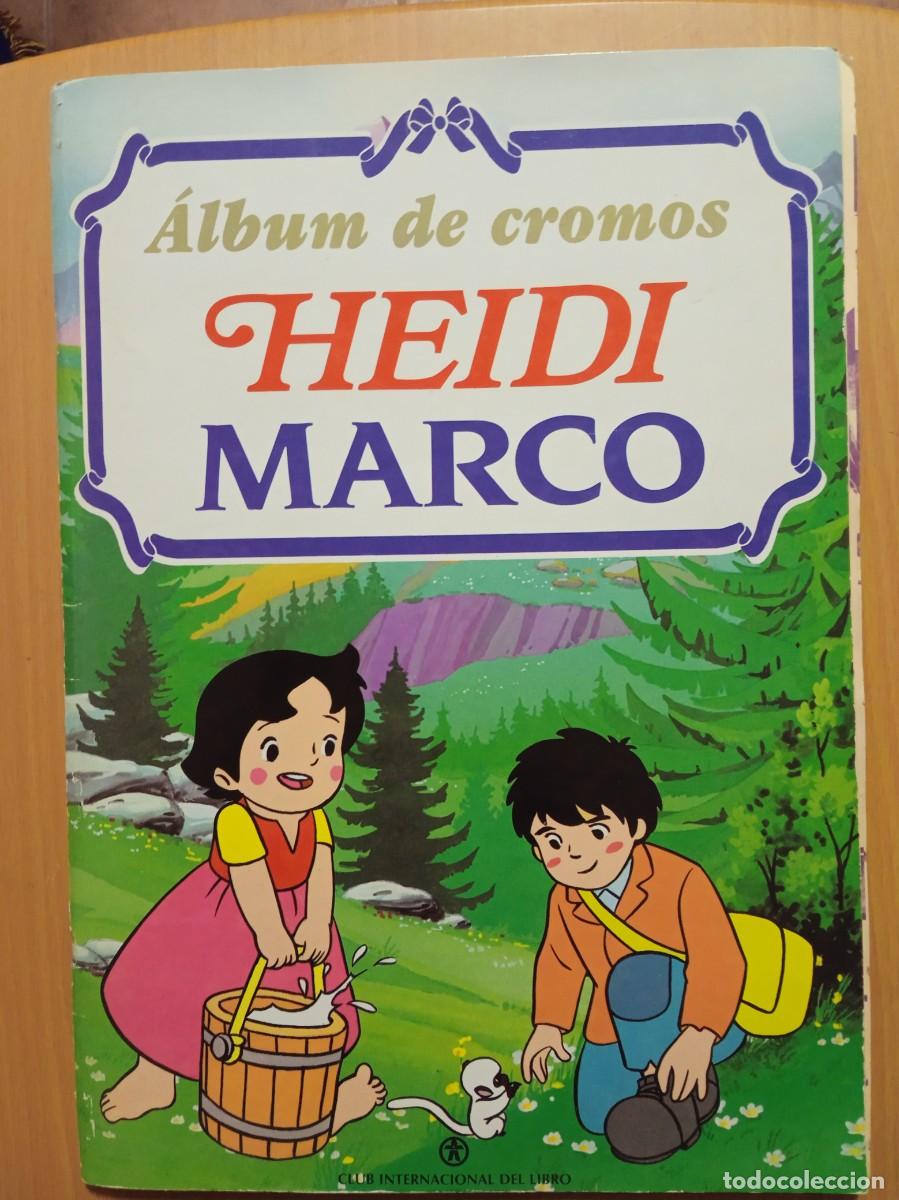 Álbum de cromos
HEIDI
MARCO
CLUB INTERNACIONAL DEL LIBRO
todocoleccion